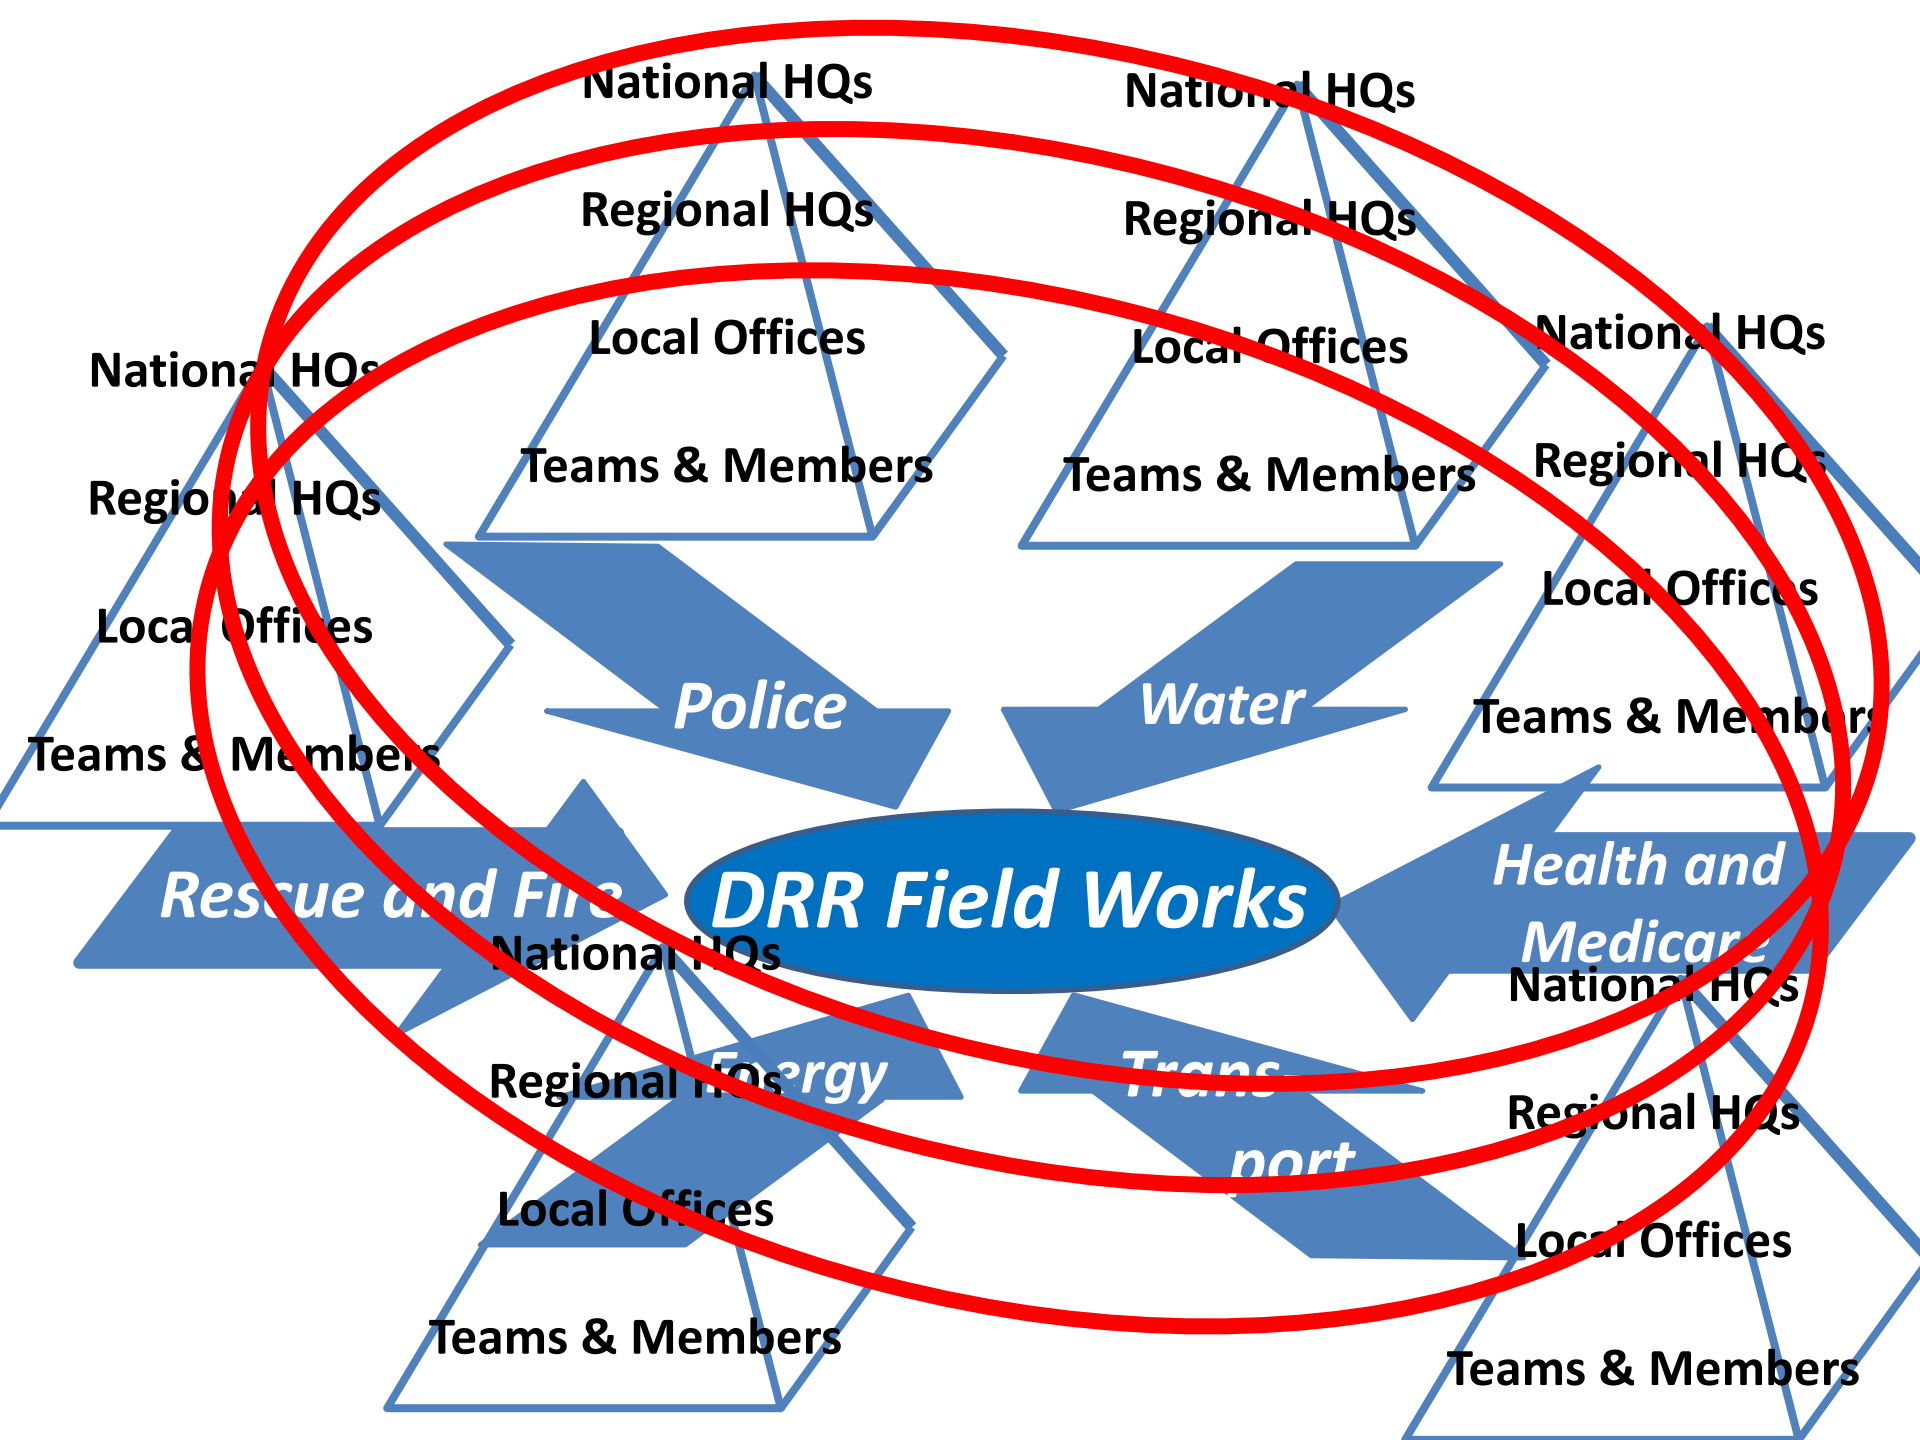 National HQs
Regional HQs
Local Offices
Teams & Members
National HQs
Regional HQs
Local Offices
Teams & Members
National HQs
Regional HQs
Local Offices
Teams & Members
National HQs
Regional HQs
Local Offices
Teams & Members
Police
Water
Rescue and Fire
DRR Field Works
Health and
Medicare
National HQs
Regional HQs
Local Offices
Teams & Members
Energy
Trans-
port
National HQs
Regional HQs
Local Offices
Teams & Members